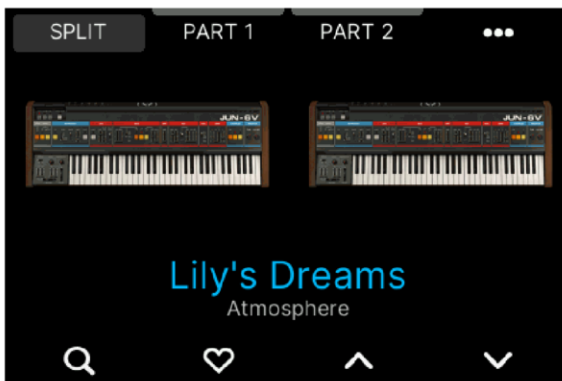 SPLIT PART 1 PART 2
JUN-6V JUN-6V
Lily's Dreams
Atmosphere